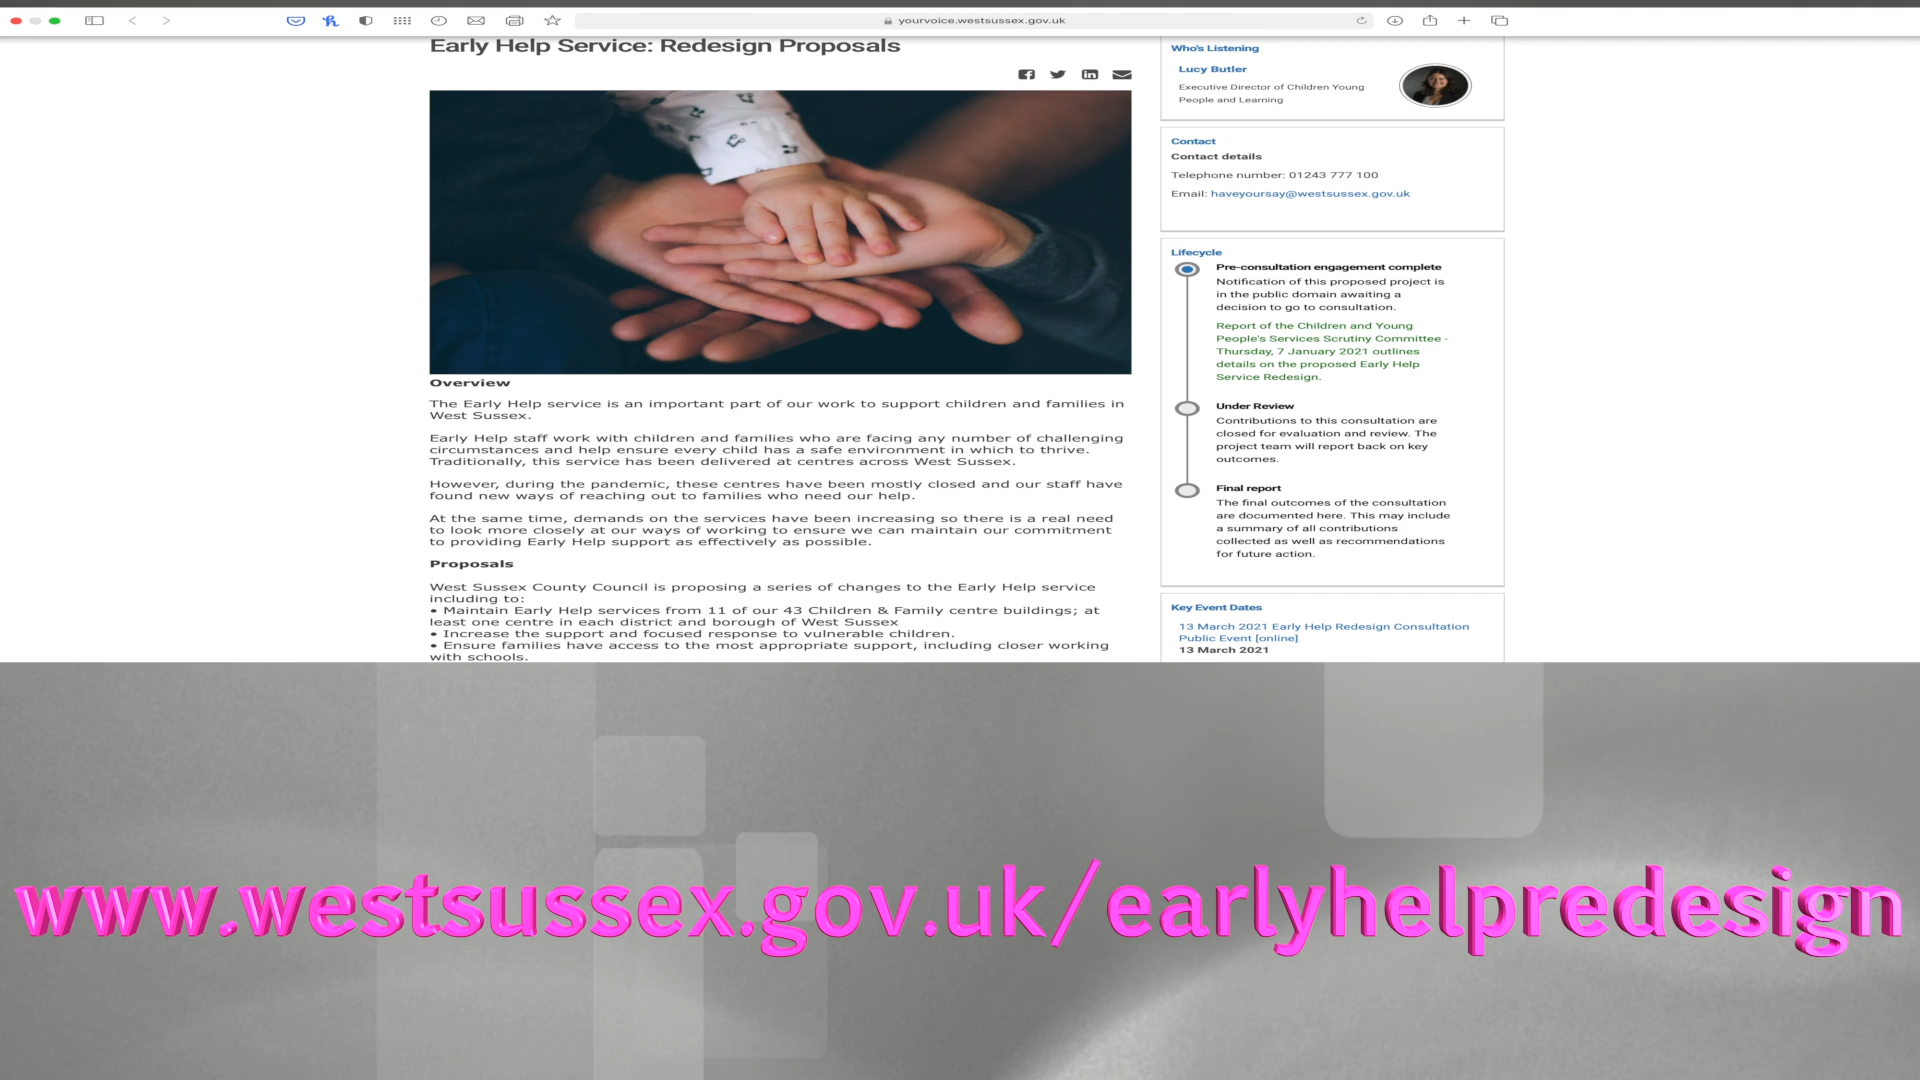 yourvoice.westsussex.gov.uk
Early Help Service: Redesign Proposals
Overview
The Early Help service is an important part of our work to support children and families in
West Sussex.
Early Help staff work with children and families who are facing any number of challenging
circumstances and help ensure every child has a safe environment in which to thrive.
Traditionally, this service has been delivered at centres across West Sussex.
However, during the pandemic, these centres have been mostly closed and our staff have
found new ways of reaching out to families who need our help.
At the same time, demands on the services have been increasing so there is a real need
to look more closely at our ways of working to ensure we can maintain our commitment
to providing Early Help support as effectively as possible.
Proposals
West Sussex County Council is proposing a series of changes to the Early Help service
including to:
• Maintain Early Help services from 11 of our 43 Children & Family centre buildings; at
least one centre in each district and borough of West Sussex
• Increase the support and focused response to vulnerable children.
• Ensure families have access to the most appropriate support, including closer working
with schools.
Who's Listening
Lucy Butler
Executive Director of Children Young
People and Learning
Contact
Contact details
Telephone number: 01243 777 100
Email: haveyoursay@westsussex.gov.uk
Lifecycle
Pre-consultation engagement complete
Notification of this proposed project is
in the public domain awaiting a
decision to go to consultation.
Report of the Children and Young
People's Services Scrutiny Committee -
Thursday, 7 January 2021 outlines
details on the proposed Early Help
Service Redesign.
Under Review
Contributions to this consultation are
closed for evaluation and review. The
project team will report back on key
outcomes.
Final report
The final outcomes of the consultation
are documented here. This may include
a summary of all contributions
collected as well as recommendations
for future action.
Key Event Dates
13 March 2021 Early Help Redesign Consultation
Public Event [online]
13 March 2021
www.westsussex.gov.uk/earlyhelpredesign